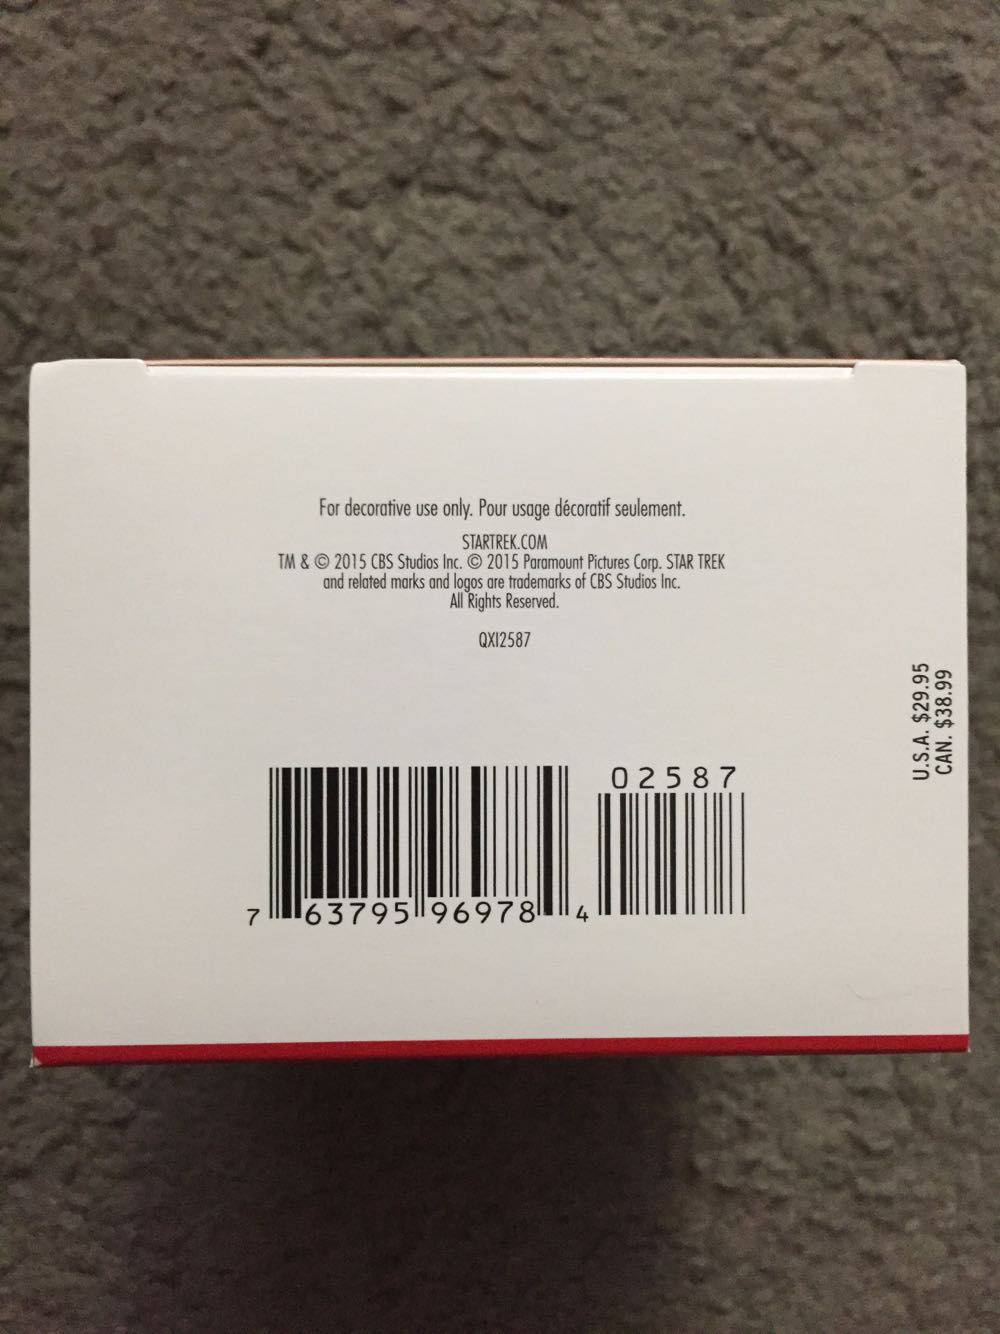 For decorative use only. Pour usage décoratif seulement.
STARTREK.COM
TM & © 2015 CBS Studios Inc. © 2015 Paramount Pictures Corp. STAR TREK
and related marks and logos are trademarks of CBS Studios Inc.
All Rights Reserved.
QXI2587
U.S.A. $29.95
CAN. $38.99
02587
7 63795 96978 4